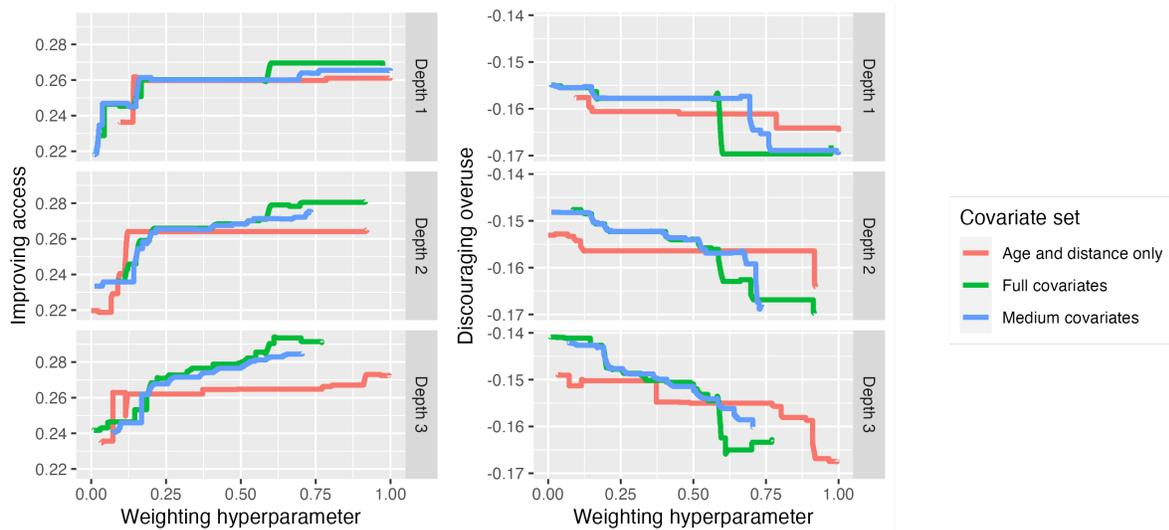 Improving access
0.28
0.26
0.24
0.22
Depth 1
0.28
0.26
0.24
0.22
Depth 2
0.28
0.26
0.24
0.22
Depth 3
0.00
0.25
0.50
0.75
1.00
Weighting hyperparameter
Discouraging overuse
-0.14
-0.15
-0.16
-0.17
Depth 1
-0.14
-0.15
-0.16
-0.17
Depth 2
-0.14
-0.15
-0.16
-0.17
Depth 3
0.00
0.25
0.50
0.75
1.00
Weighting hyperparameter
Covariate set
Age and distance only
Full covariates
Medium covariates